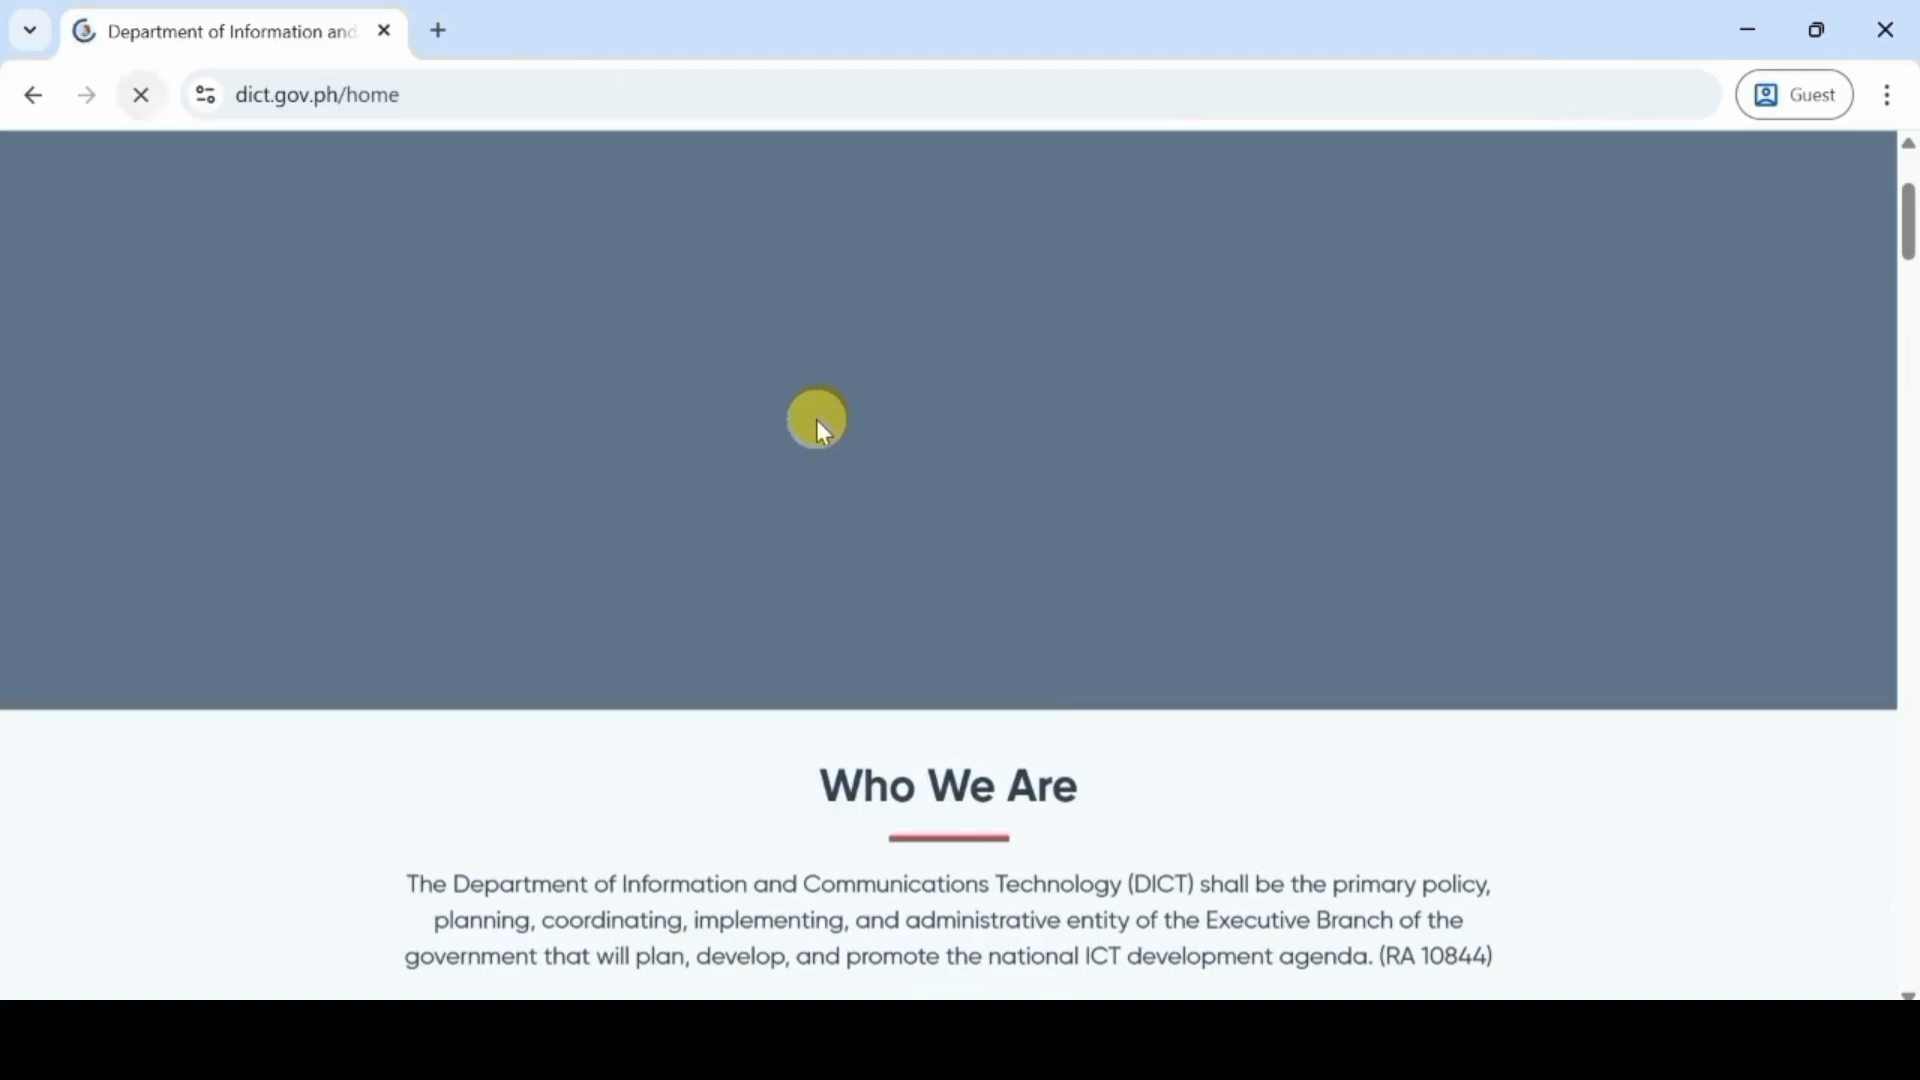 Department of Information and
dict.gov.ph/home
Guest
Who We Are
The Department of Information and Communications Technology (DICT) shall be the primary policy,
planning, coordinating, implementing, and administrative entity of the Executive Branch of the
government that will plan, develop, and promote the national ICT development agenda. (RA 10844)